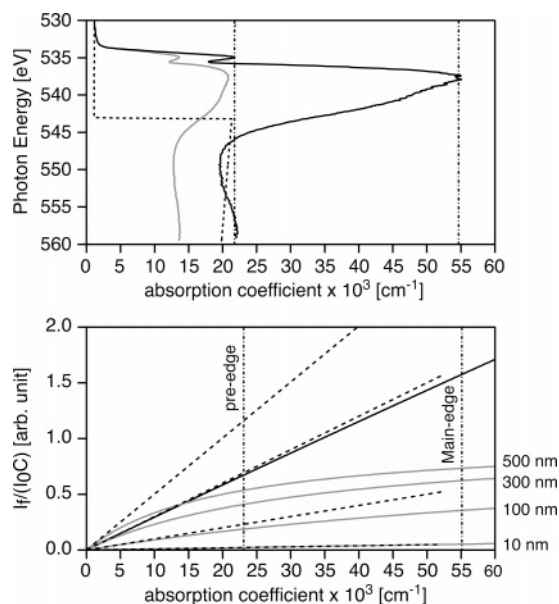 Photon Energy [eV]
530
535
540
545
550
555
560
0 5 10 15 20 25 30 35 40 45 50 55 60
absorption coefficient x 10³ [cm⁻¹]
If/(I0C) [arb. unit]
2.0
1.5
1.0
0.5
0.0
pre-edge
Main-edge
500 nm
300 nm
100 nm
10 nm
0 5 10 15 20 25 30 35 40 45 50 55 60
absorption coefficient x 10³ [cm⁻¹]